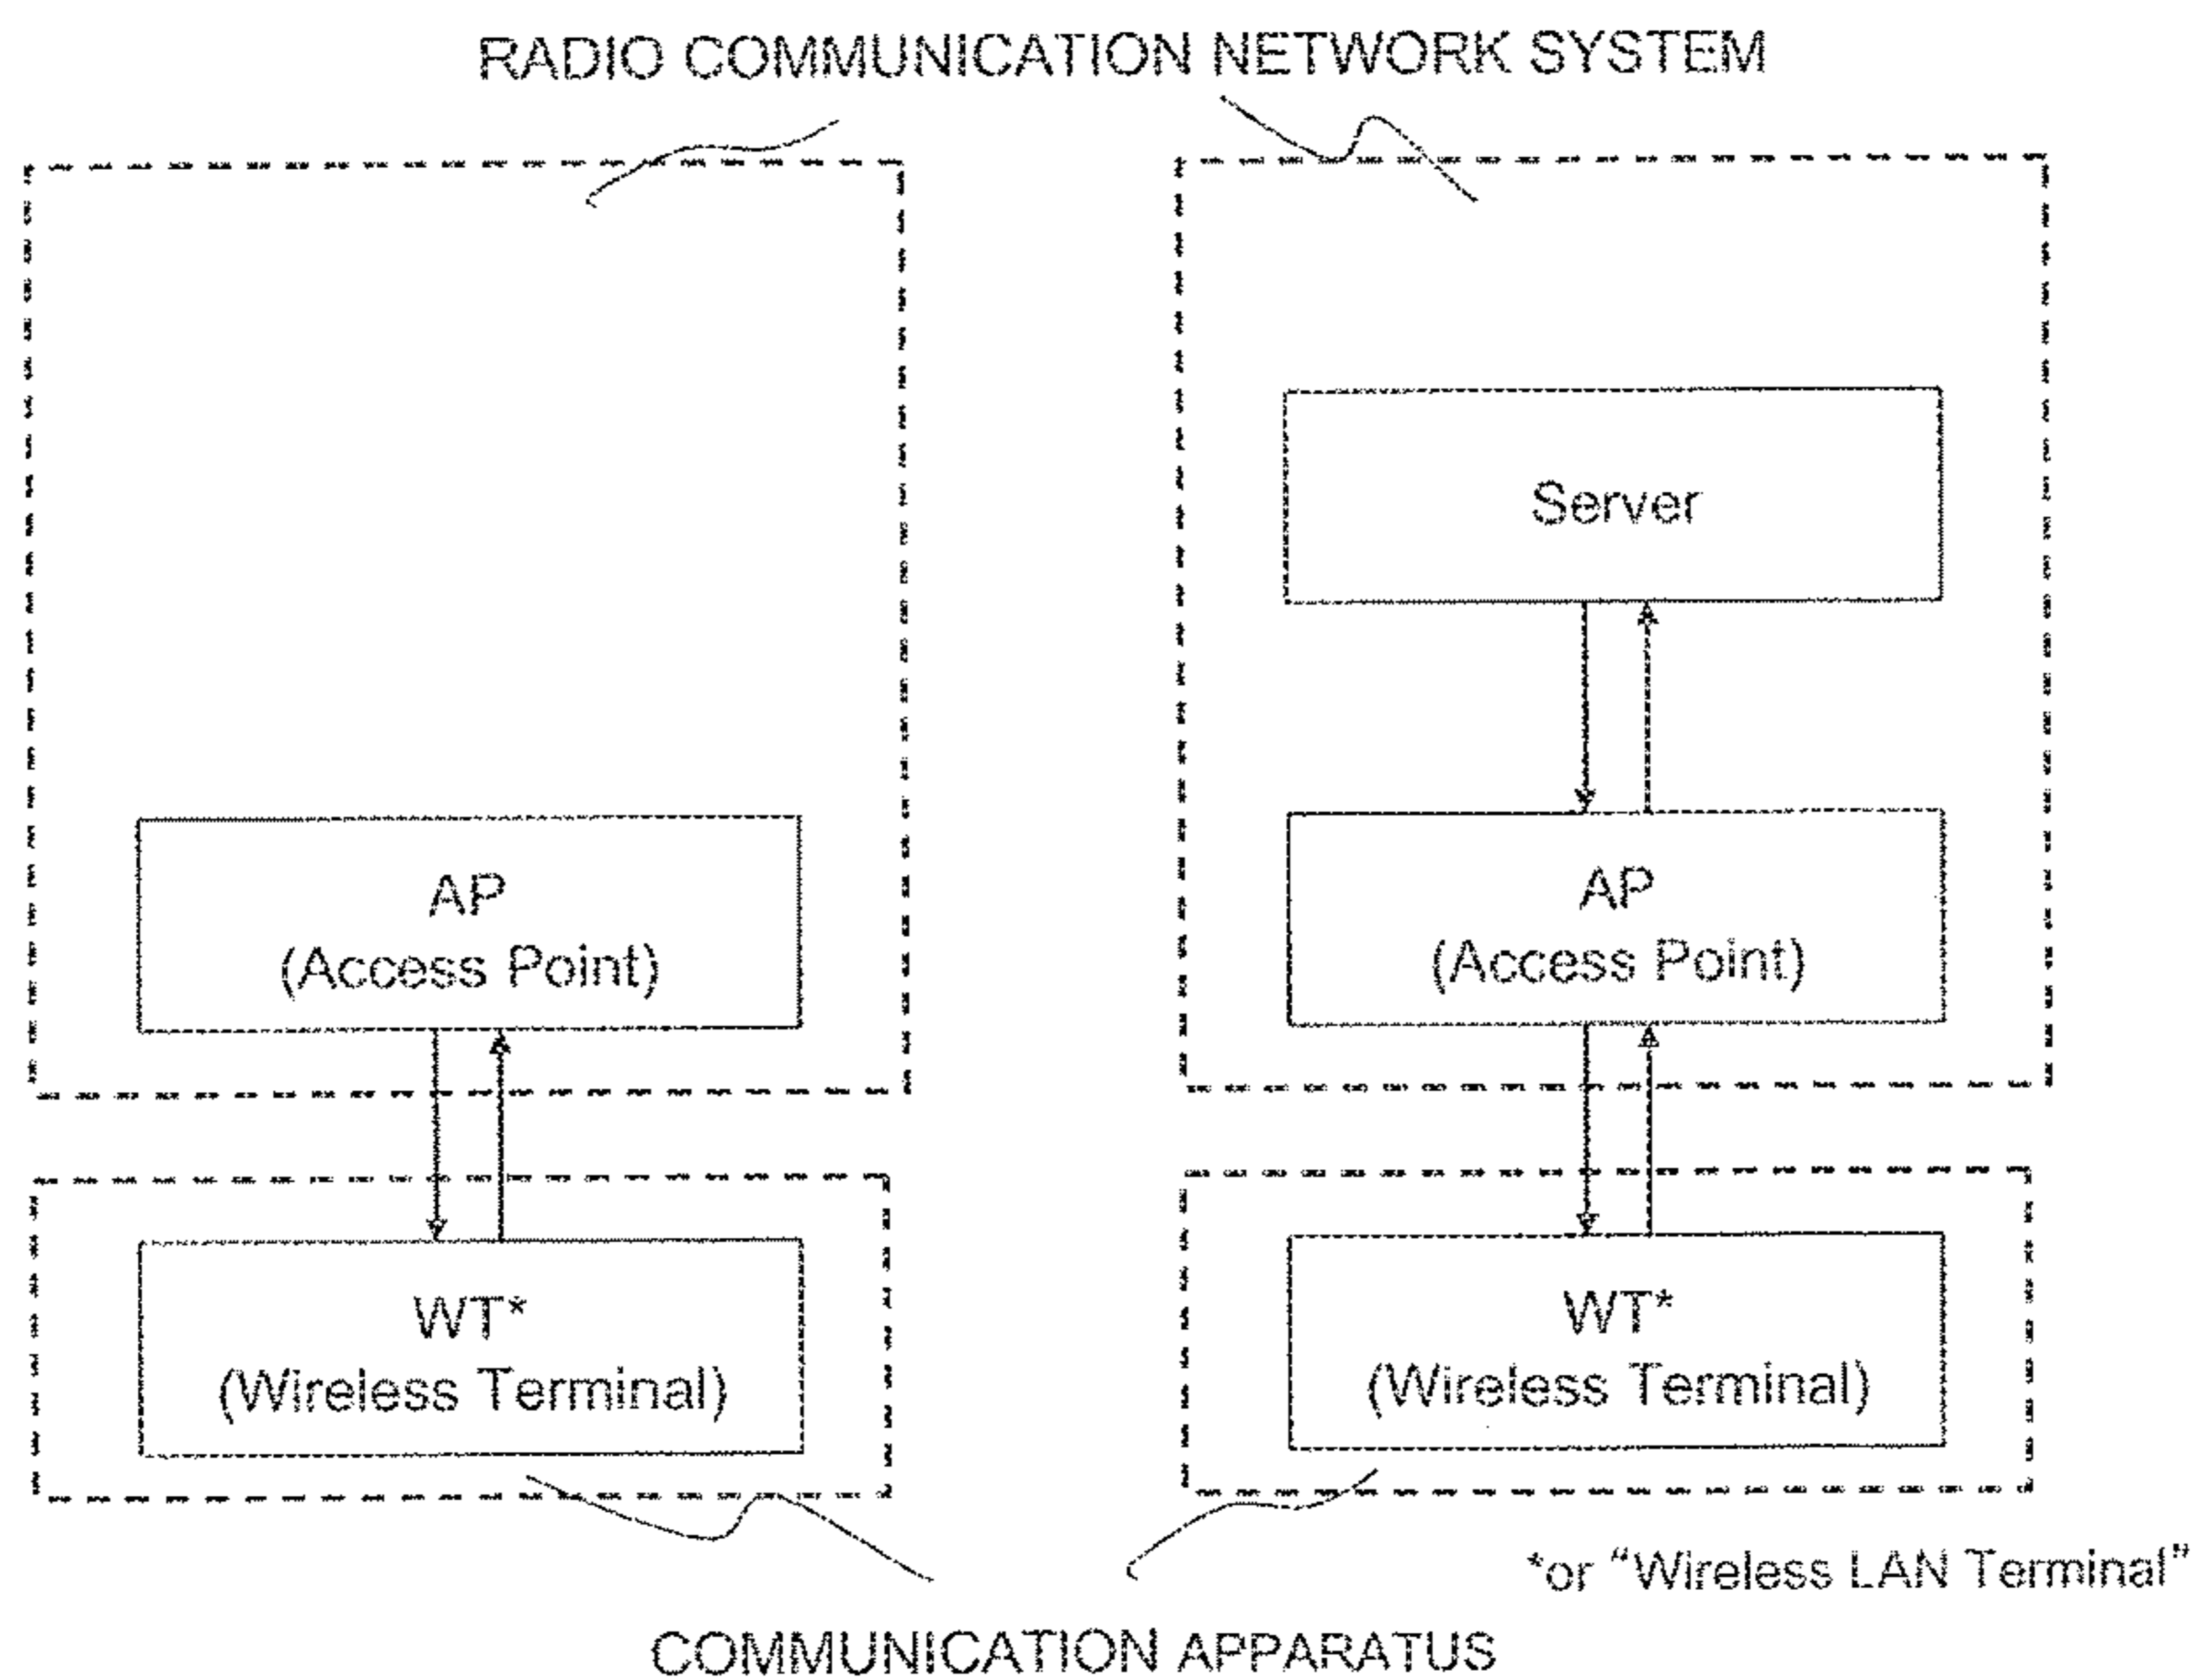 RADIO COMMUNICATION NETWORK SYSTEM
Server
AP
(Access Point)
AP
(Access Point)
WT*
(Wireless Terminal)
WT*
(Wireless Terminal)
*or “Wireless LAN Terminal”
COMMUNICATION APPARATUS